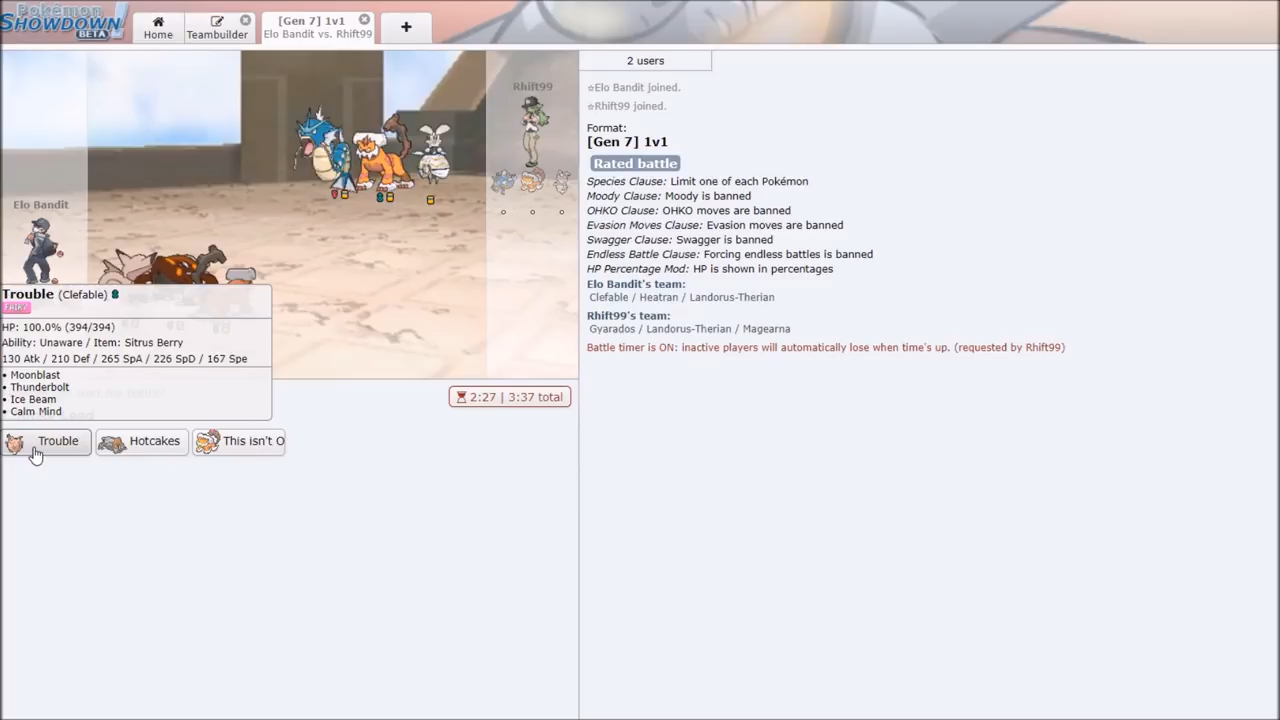 Pokémon
SHOWDOWN!
BETA
Home
Teambuilder
[Gen 7] 1v1
Elo Bandit vs. Rhift99
+
2 users
☆Elo Bandit joined.
☆Rhift99 joined.
Format:
[Gen 7] 1v1
Rated battle
Species Clause: Limit one of each Pokémon
Moody Clause: Moody is banned
OHKO Clause: OHKO moves are banned
Evasion Moves Clause: Evasion moves are banned
Swagger Clause: Swagger is banned
Endless Battle Clause: Forcing endless battles is banned
HP Percentage Mod: HP is shown in percentages
Elo Bandit's team:
Clefable / Heatran / Landorus-Therian
Rhift99's team:
Gyarados / Landorus-Therian / Magearna
Battle timer is ON: inactive players will automatically lose when time's up. (requested by Rhift99)
Rhift99
Elo Bandit
Trouble (Clefable)
FAIRY
HP: 100.0% (394/394)
Ability: Unaware / Item: Sitrus Berry
130 Atk / 210 Def / 265 SpA / 226 SpD / 167 Spe
• Moonblast
• Thunderbolt
• Ice Beam
• Calm Mind
2:27 | 3:37 total
Trouble
Hotcakes
This isn't O